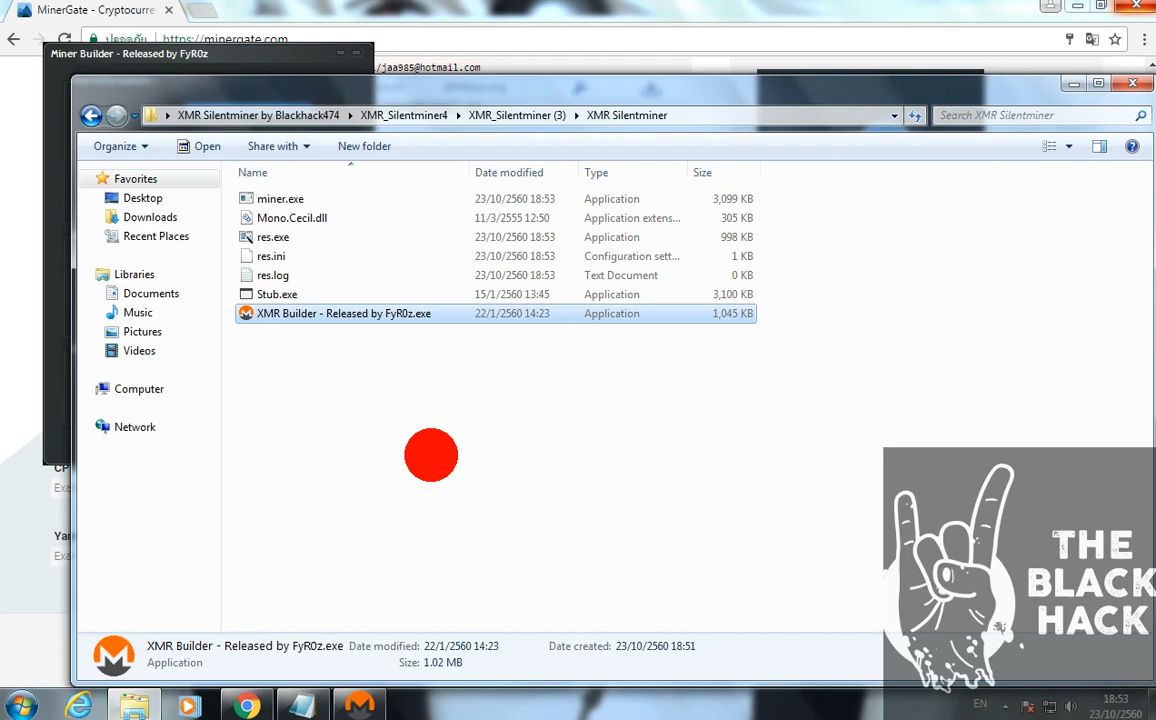 MinerGate - Cryptocurre
https://minergate.com
Miner Builder - Released by FyR0z
/jaa985@hotmail.com
XMR Silentminer by Blackhack474
XMR_Silentminer4
XMR_Silentminer (3)
XMR Silentminer
Search XMR Silentminer
Organize
Open
Share with
New folder
Name
Date modified
Type
Size
Favorites
Desktop
Downloads
Recent Places
Libraries
Documents
Music
Pictures
Videos
Computer
Network
miner.exe 23/10/2560 18:53 Application 3,099 KB
Mono.Cecil.dll 11/3/2555 12:50 Application extens... 305 KB
res.exe 23/10/2560 18:53 Application 998 KB
res.ini 23/10/2560 18:53 Configuration sett... 1 KB
res.log 23/10/2560 18:53 Text Document 0 KB
Stub.exe 15/1/2560 13:45 Application 3,100 KB
XMR Builder - Released by FyR0z.exe 22/1/2560 14:23 Application 1,045 KB
CP
Exa
Yar
Exa
THE
BLACK
HACK
XMR Builder - Released by FyR0z.exe Date modified: 22/1/2560 14:23 Date created: 23/10/2560 18:51
Application Size: 1.02 MB
EN
18:53
23/10/2560